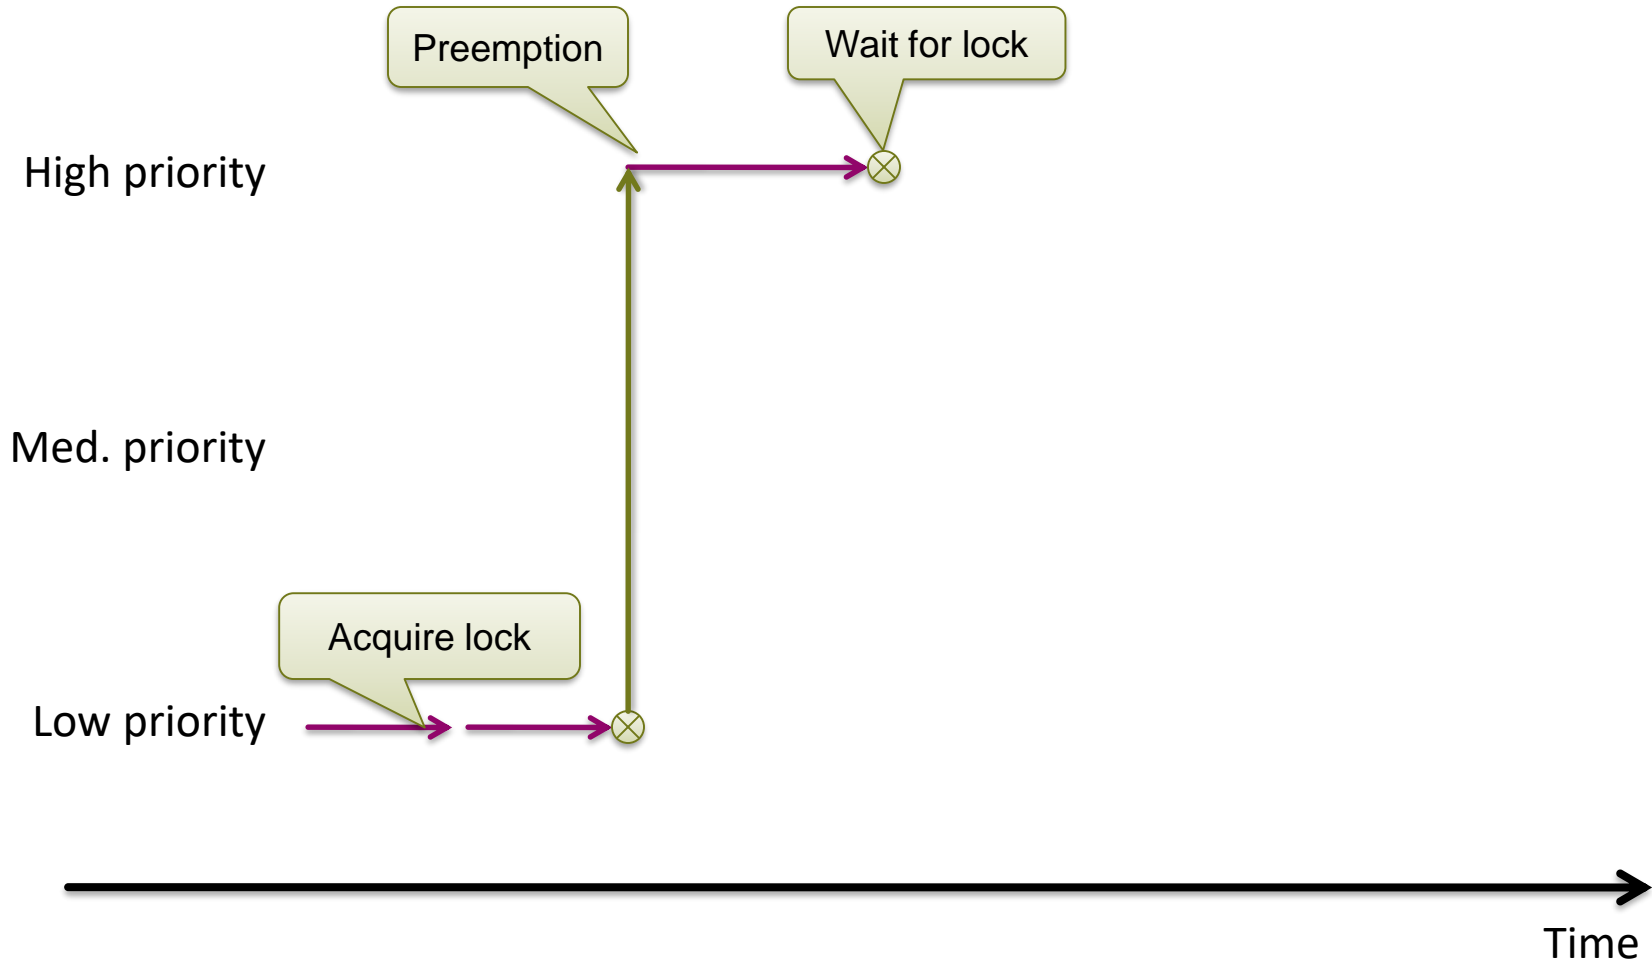 Preemption
Wait for lock
High priority
Med. priority
Acquire lock
Low priority
Time